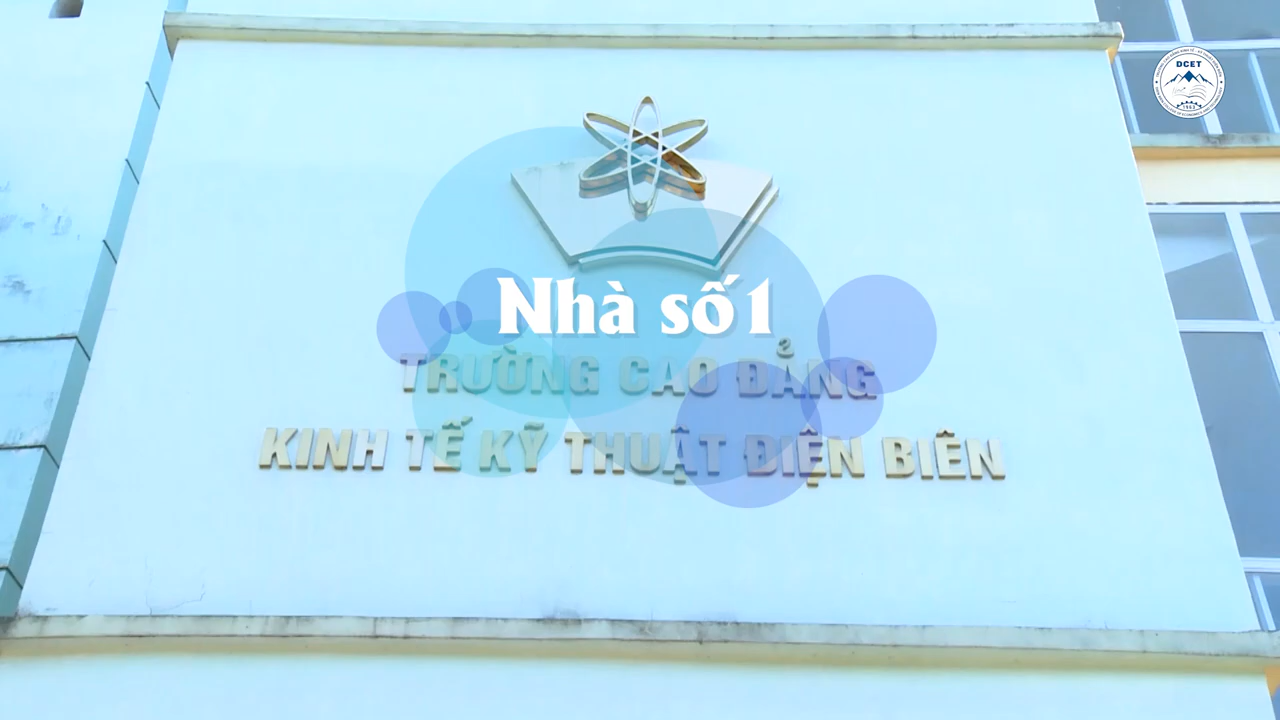 DCET
Nhà số 1
TRƯỜNG CAO ĐẲNG
KINH TẾ KỸ THUẬT ĐIỆN BIÊN